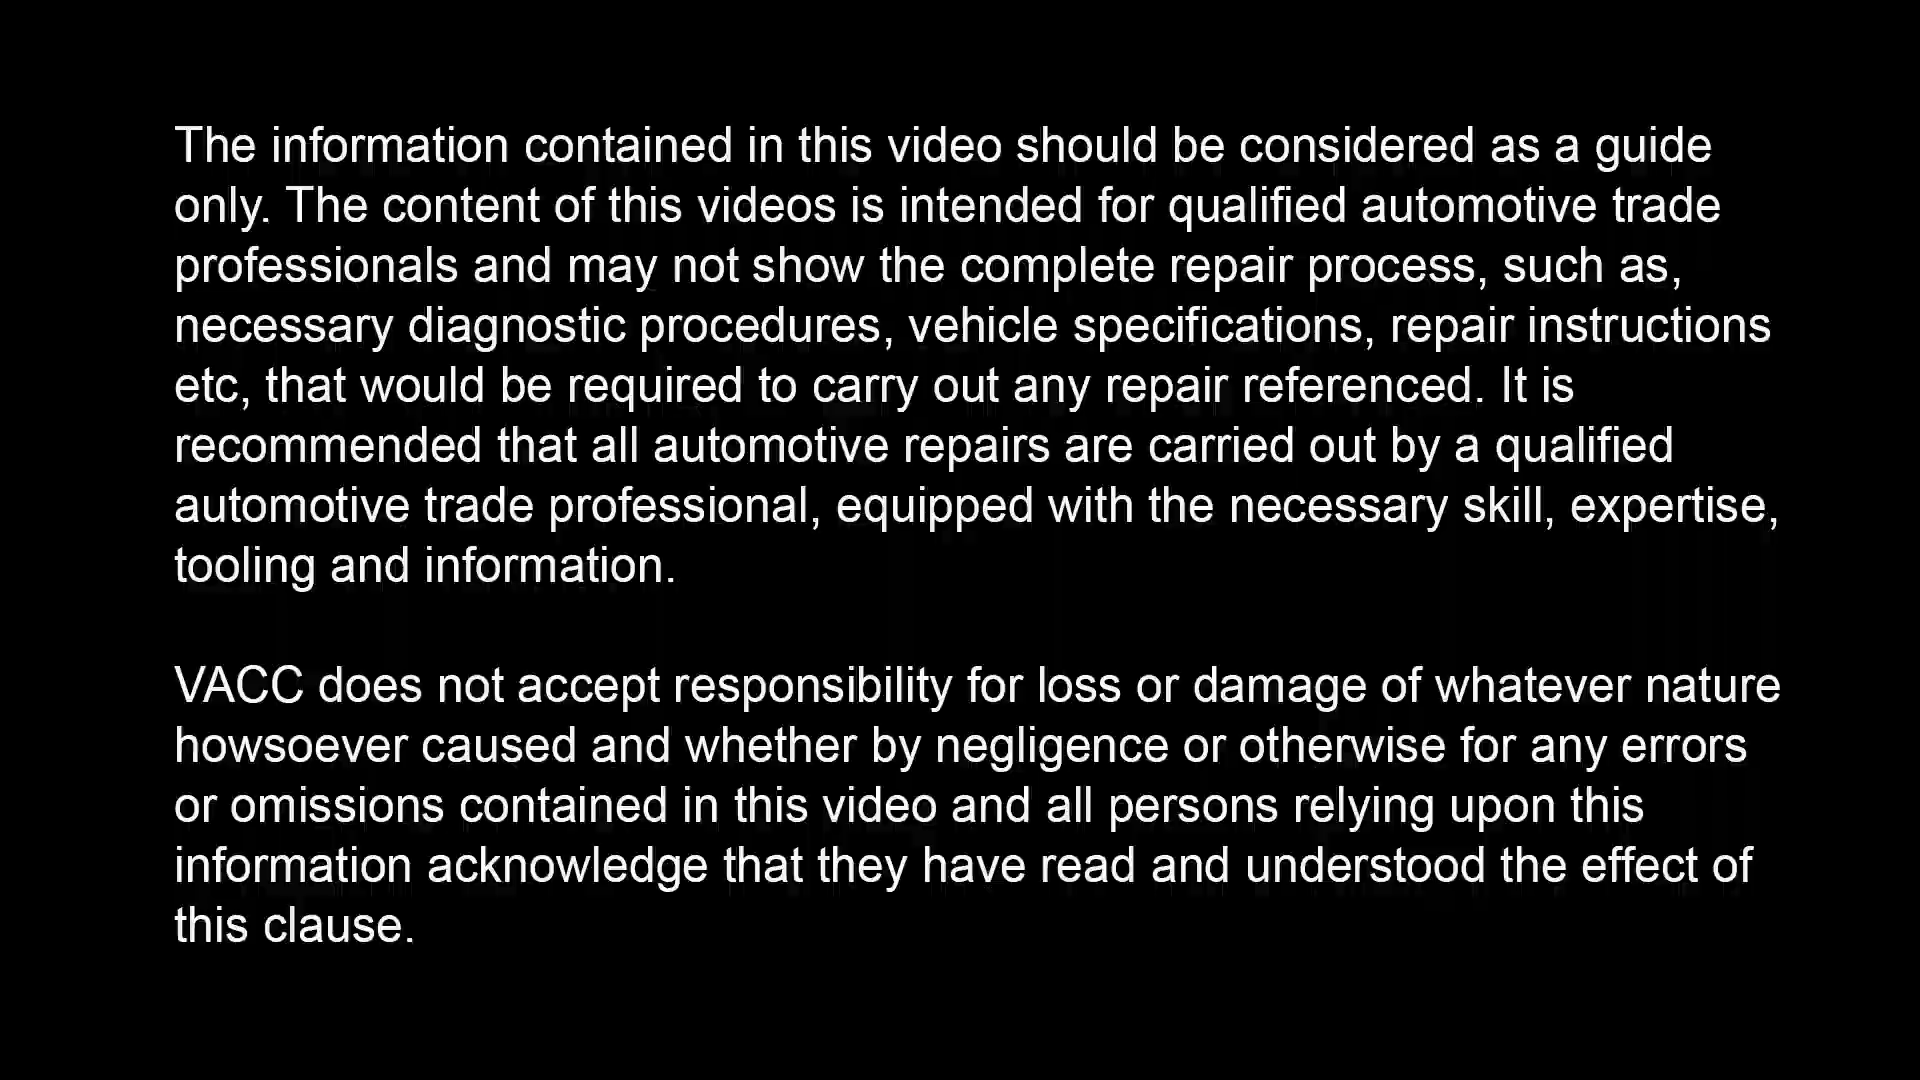 The information contained in this video should be considered as a guide
only. The content of this videos is intended for qualified automotive trade
professionals and may not show the complete repair process, such as,
necessary diagnostic procedures, vehicle specifications, repair instructions
etc, that would be required to carry out any repair referenced. It is
recommended that all automotive repairs are carried out by a qualified
automotive trade professional, equipped with the necessary skill, expertise,
tooling and information.
VACC does not accept responsibility for loss or damage of whatever nature
howsoever caused and whether by negligence or otherwise for any errors
or omissions contained in this video and all persons relying upon this
information acknowledge that they have read and understood the effect of
this clause.